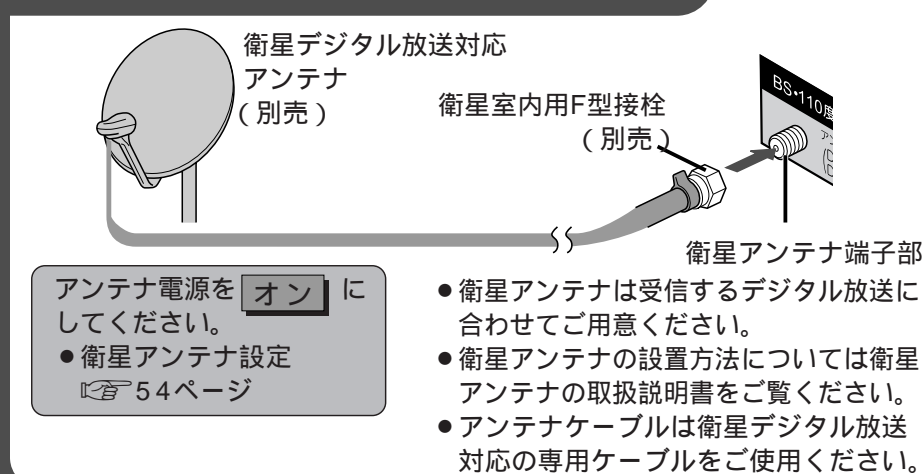 衛星デジタル放送対応
アンテナ
(別売)
衛星室内用F型接栓
(別売)
BS・110度
衛星アンテナ端子部
アンテナ電源を オン に
してください。
●衛星アンテナ設定
☞54ページ
●衛星アンテナは受信するデジタル放送に
合わせてご用意ください。
●衛星アンテナの設置方法については衛星
アンテナの取扱説明書をご覧ください。
●アンテナケーブルは衛星デジタル放送
対応の専用ケーブルをご使用ください。